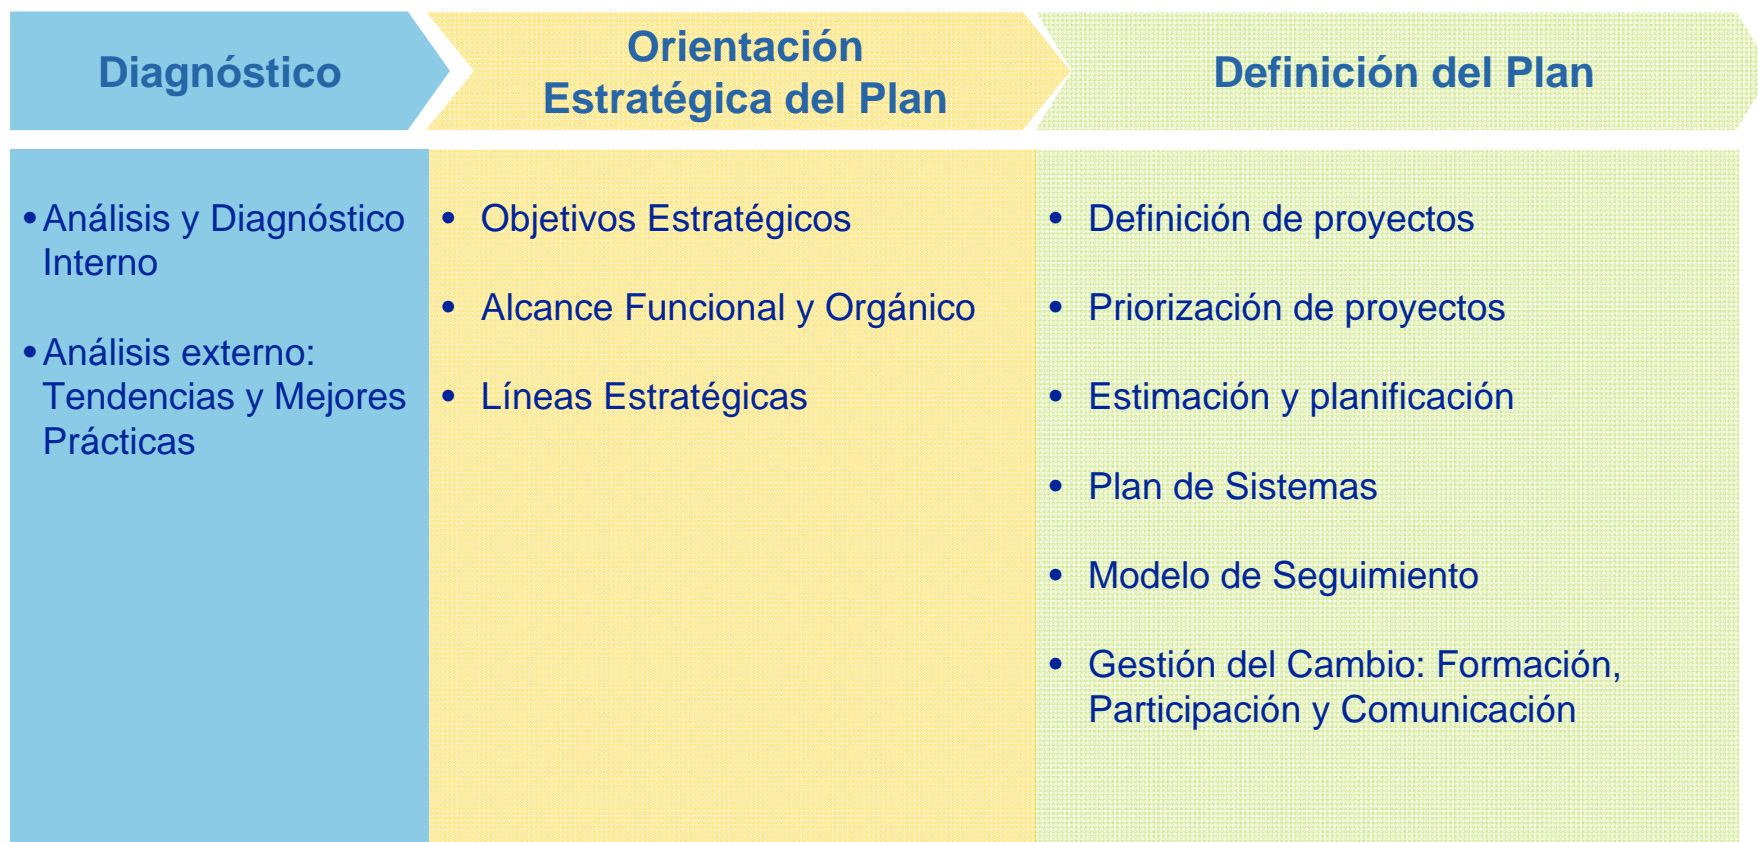 Diagnóstico
Orientación
Estratégica del Plan
Definición del Plan
•Análisis y Diagnóstico
Interno
•Análisis externo:
Tendencias y Mejores
Prácticas
• Objetivos Estratégicos
• Alcance Funcional y Orgánico
• Líneas Estratégicas
• Definición de proyectos
• Priorización de proyectos
• Estimación y planificación
• Plan de Sistemas
• Modelo de Seguimiento
• Gestión del Cambio: Formación,
Participación y Comunicación